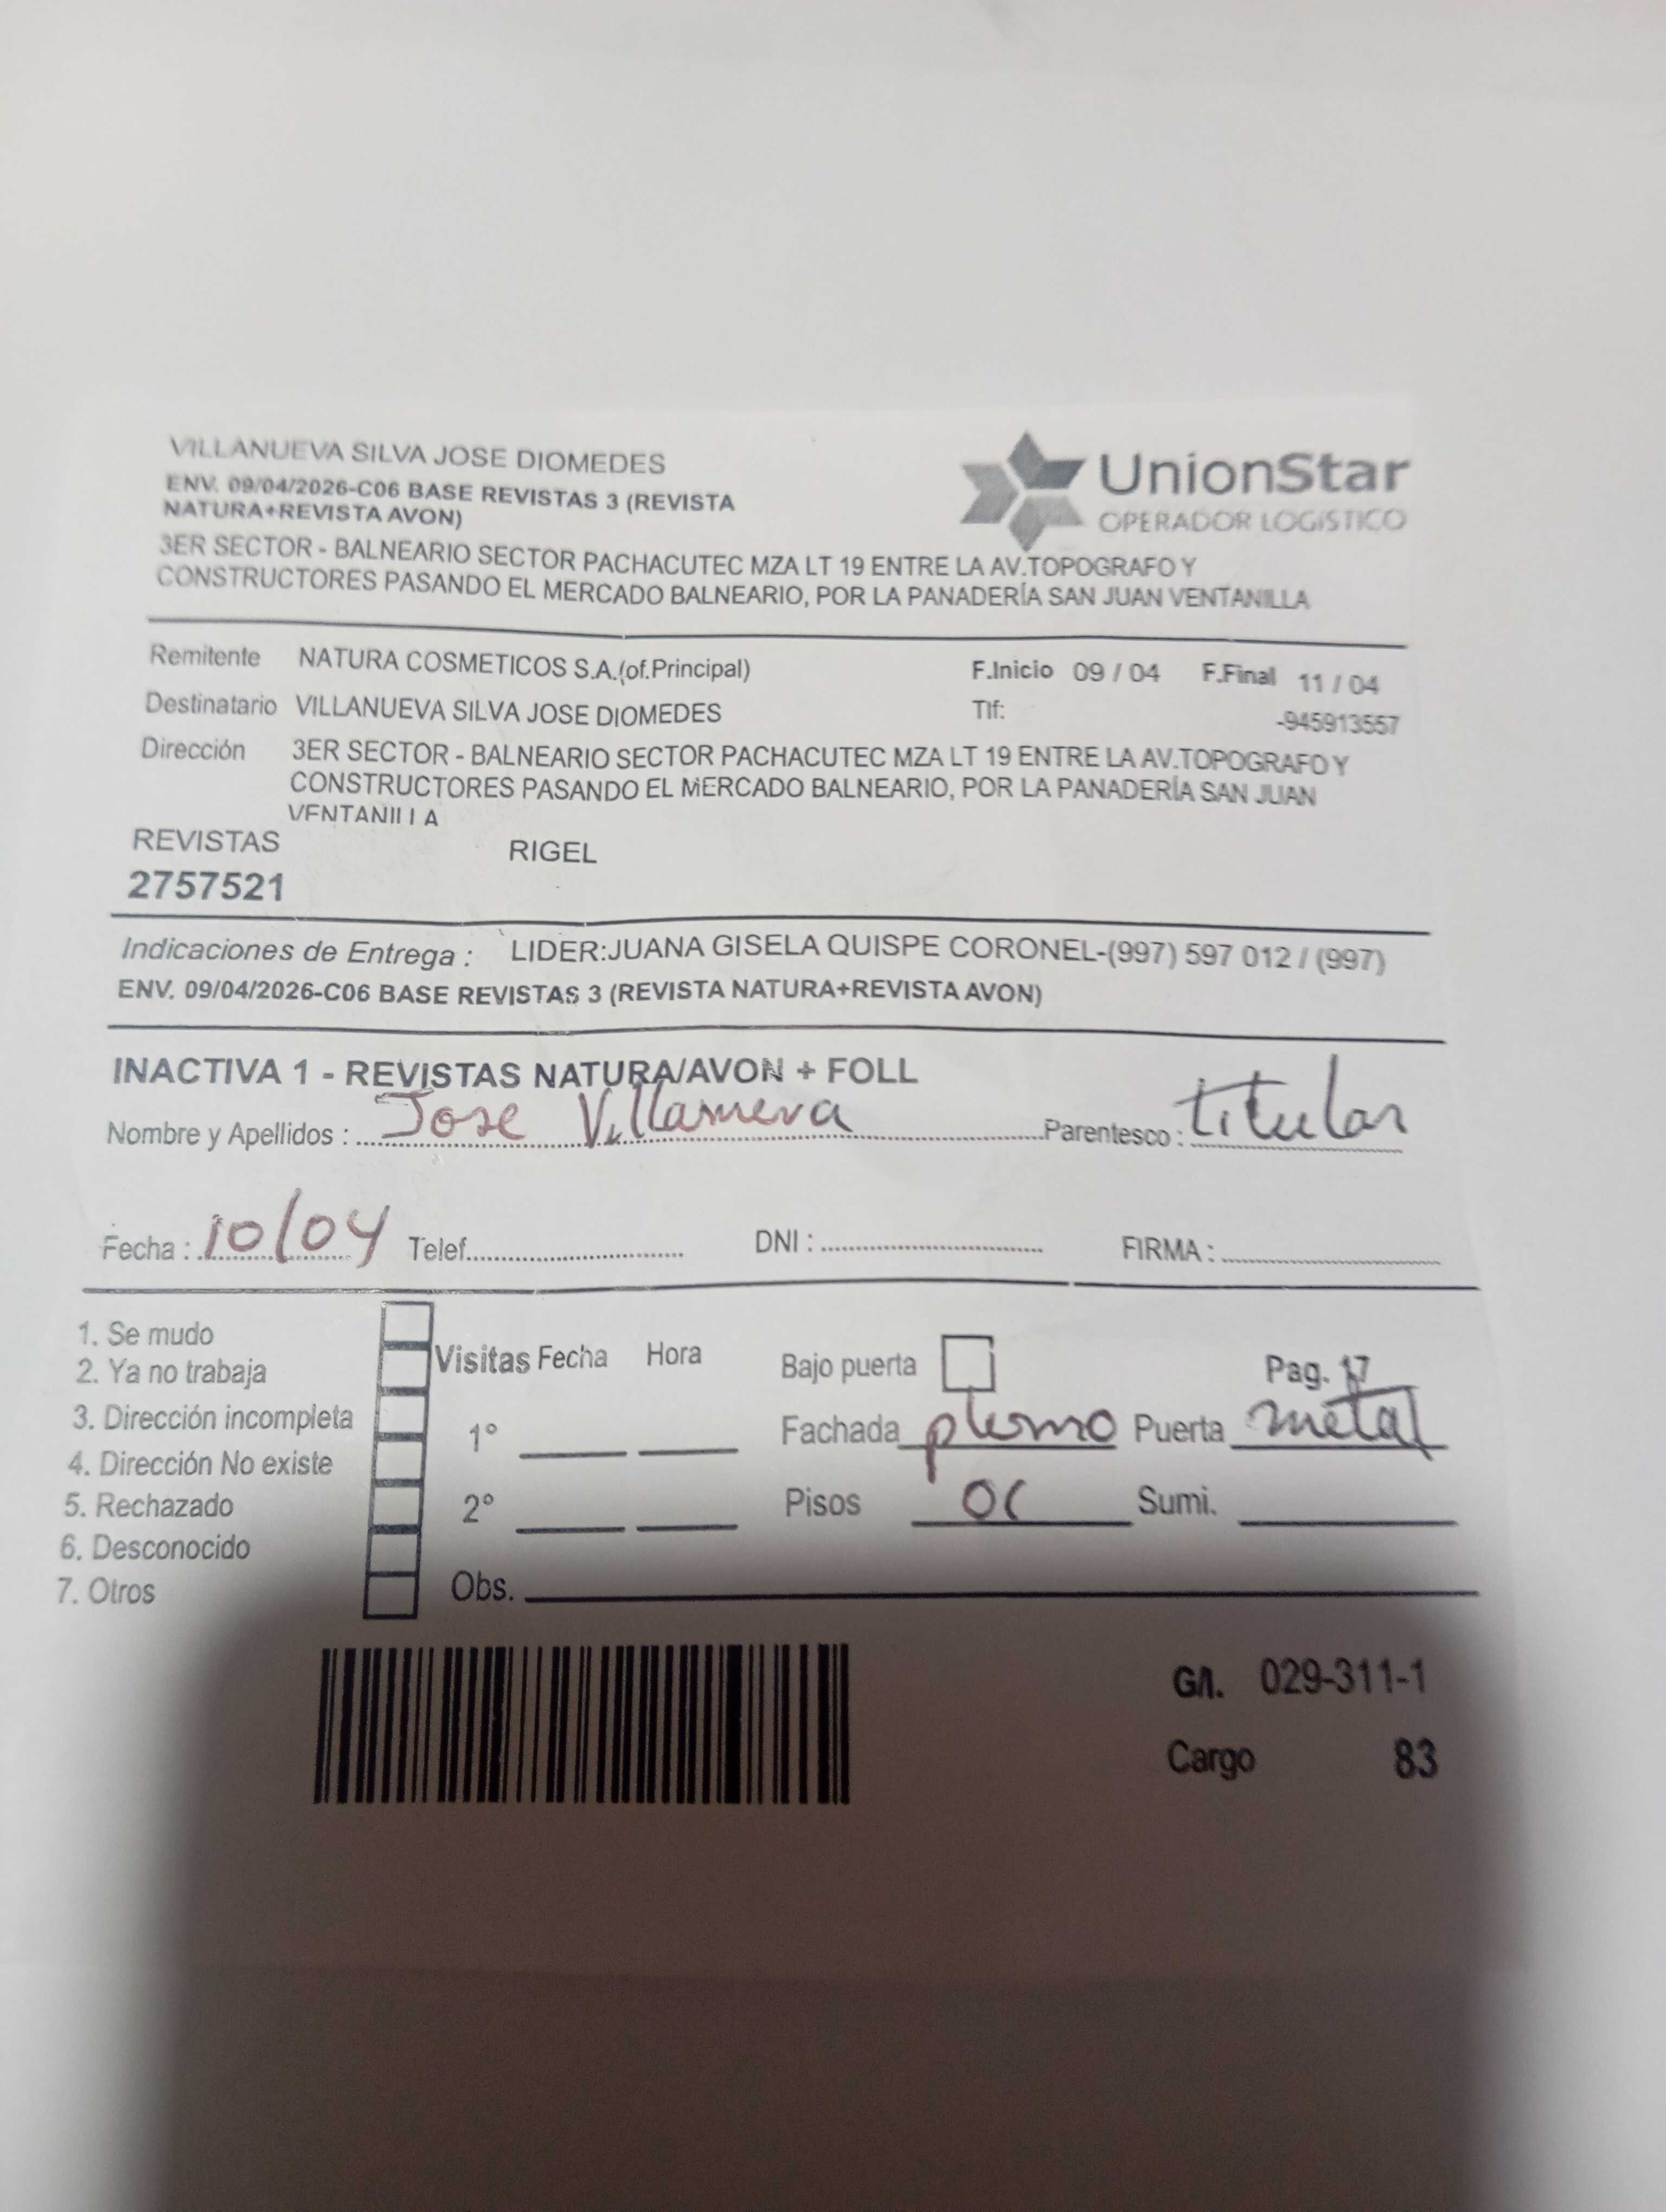 VILLANUEVA SILVA JOSE DIOMEDES
ENV. 09/04/2026-C06 BASE REVISTAS 3 (REVISTA
NATURA+REVISTA AVON)
UnionStar
OPERADOR LOGÍSTICO
3ER SECTOR - BALNEARIO SECTOR PACHACUTEC MZA LT 19 ENTRE LA AV.TOPOGRAFO Y
CONSTRUCTORES PASANDO EL MERCADO BALNEARIO, POR LA PANADERÍA SAN JUAN VENTANILLA
Remitente NATURA COSMETICOS S.A.(of.Principal) F.Inicio 09 / 04 F.Final 11 / 04
Destinatario VILLANUEVA SILVA JOSE DIOMEDES Tlf: -945913557
Dirección 3ER SECTOR - BALNEARIO SECTOR PACHACUTEC MZA LT 19 ENTRE LA AV.TOPOGRAFO Y
CONSTRUCTORES PASANDO EL MERCADO BALNEARIO, POR LA PANADERÍA SAN JUAN
VENTANILLA
REVISTAS RIGEL
2757521
Indicaciones de Entrega : LIDER:JUANA GISELA QUISPE CORONEL-(997) 597 012 / (997)
ENV. 09/04/2026-C06 BASE REVISTAS 3 (REVISTA NATURA+REVISTA AVON)
INACTIVA 1 - REVISTAS NATURA/AVON + FOLL
Nombre y Apellidos : Jose Villanueva Parentesco : titular
Fecha : 10/04 Telef. DNI : FIRMA :
1. Se mudo
2. Ya no trabaja
3. Dirección incompleta
4. Dirección No existe
5. Rechazado
6. Desconocido
7. Otros
Visitas Fecha Hora
1°
2°
Obs.
Bajo puerta Pag. 17
Fachada plomo Puerta metal
Pisos 01 Sumi.
G/l. 029-311-1
Cargo 83